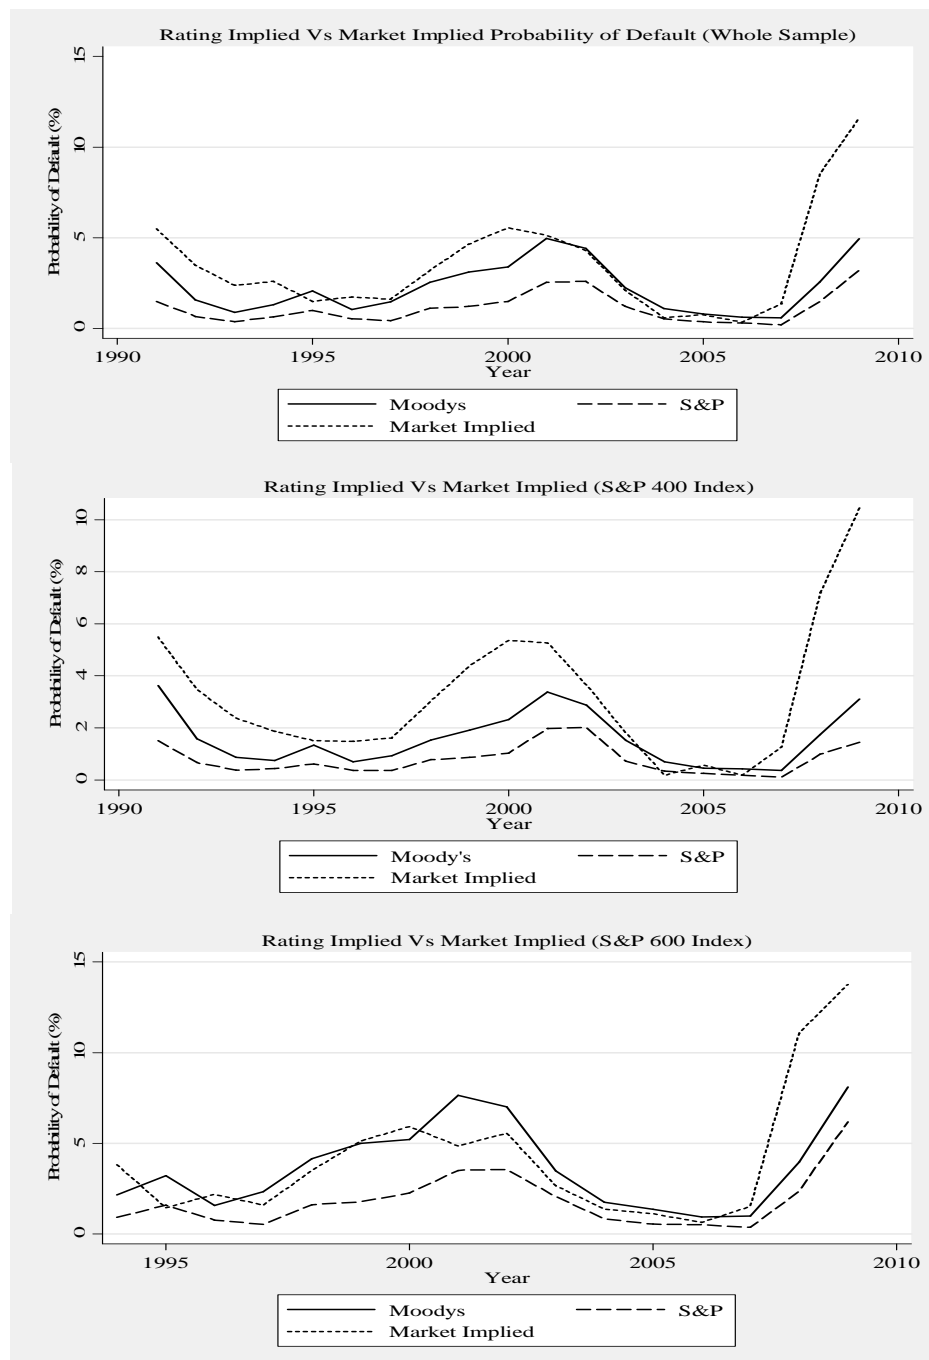 Rating Implied Vs Market Implied Probability of Default (Whole Sample)
Probability of Default (%)
15
10
5
0
1990 1995 2000 2005 2010
Year
Moodys S&P
Market Implied
Rating Implied Vs Market Implied (S&P 400 Index)
Probability of Default (%)
10
8
6
4
2
0
1990 1995 2000 2005 2010
Year
Moody's S&P
Market Implied
Rating Implied Vs Market Implied (S&P 600 Index)
Probability of Default (%)
15
10
5
0
1995 2000 2005 2010
Year
Moodys S&P
Market Implied